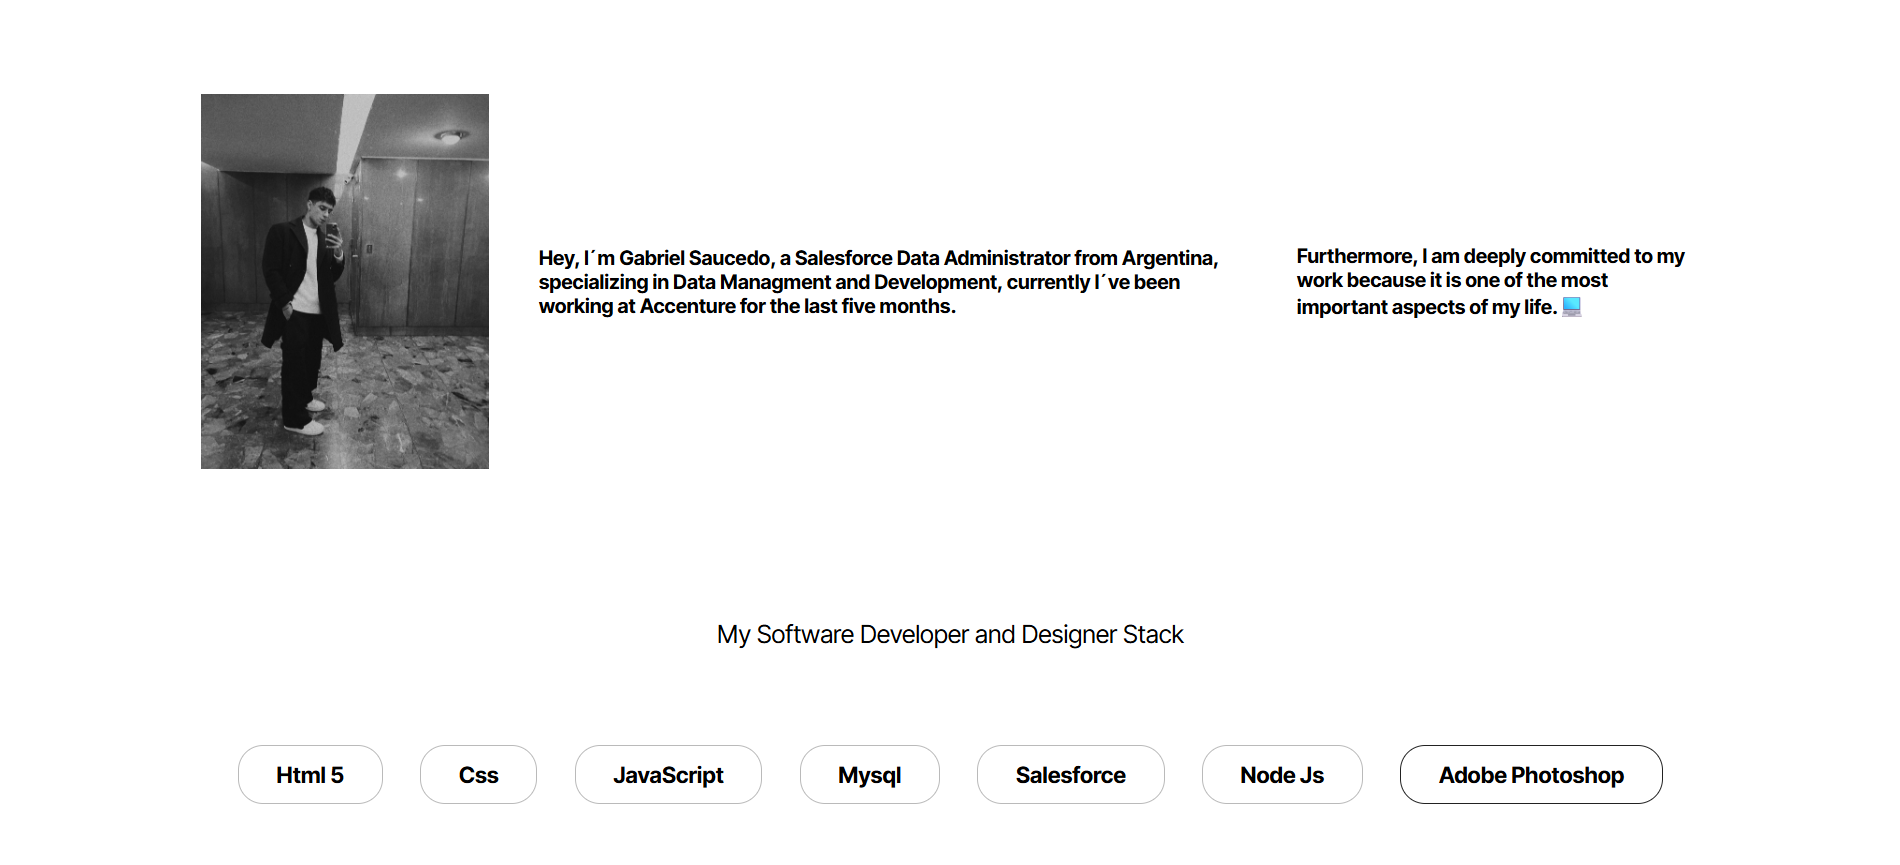 Hey, I´m Gabriel Saucedo, a Salesforce Data Administrator from Argentina,
specializing in Data Managment and Development, currently I´ve been
working at Accenture for the last five months.
Furthermore, I am deeply committed to my
work because it is one of the most
important aspects of my life. 💻
My Software Developer and Designer Stack
Html 5
Css
JavaScript
Mysql
Salesforce
Node Js
Adobe Photoshop